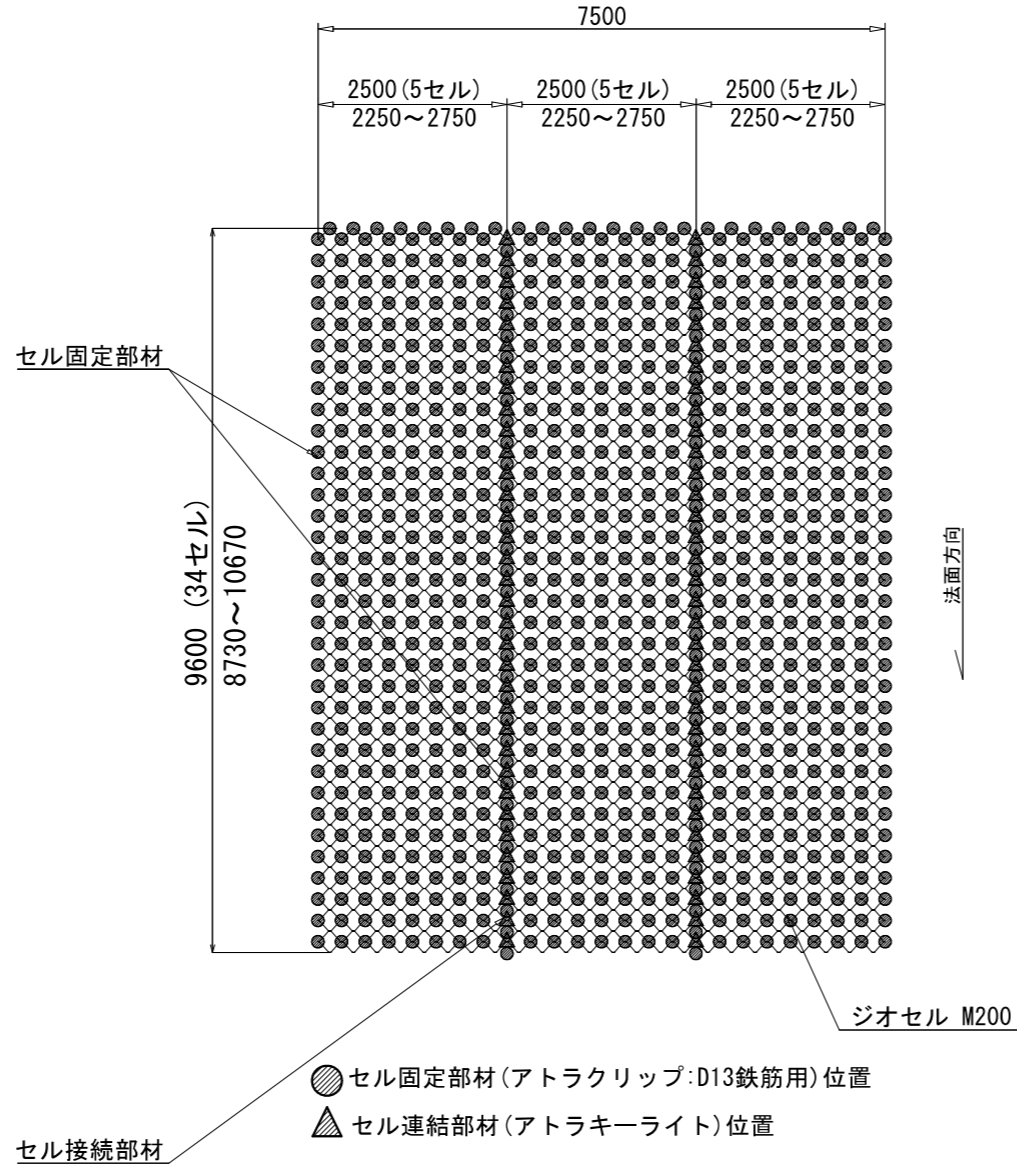 7500
2500(5セル)
2250～2750
2500(5セル)
2250～2750
2500(5セル)
2250～2750
セル固定部材
9600 (34セル)
8730～10670
法面方向
ジオセル M200
セル固定部材(アトラクリップ:D13鉄筋用)位置
セル連結部材(アトラキーライト)位置
セル接続部材